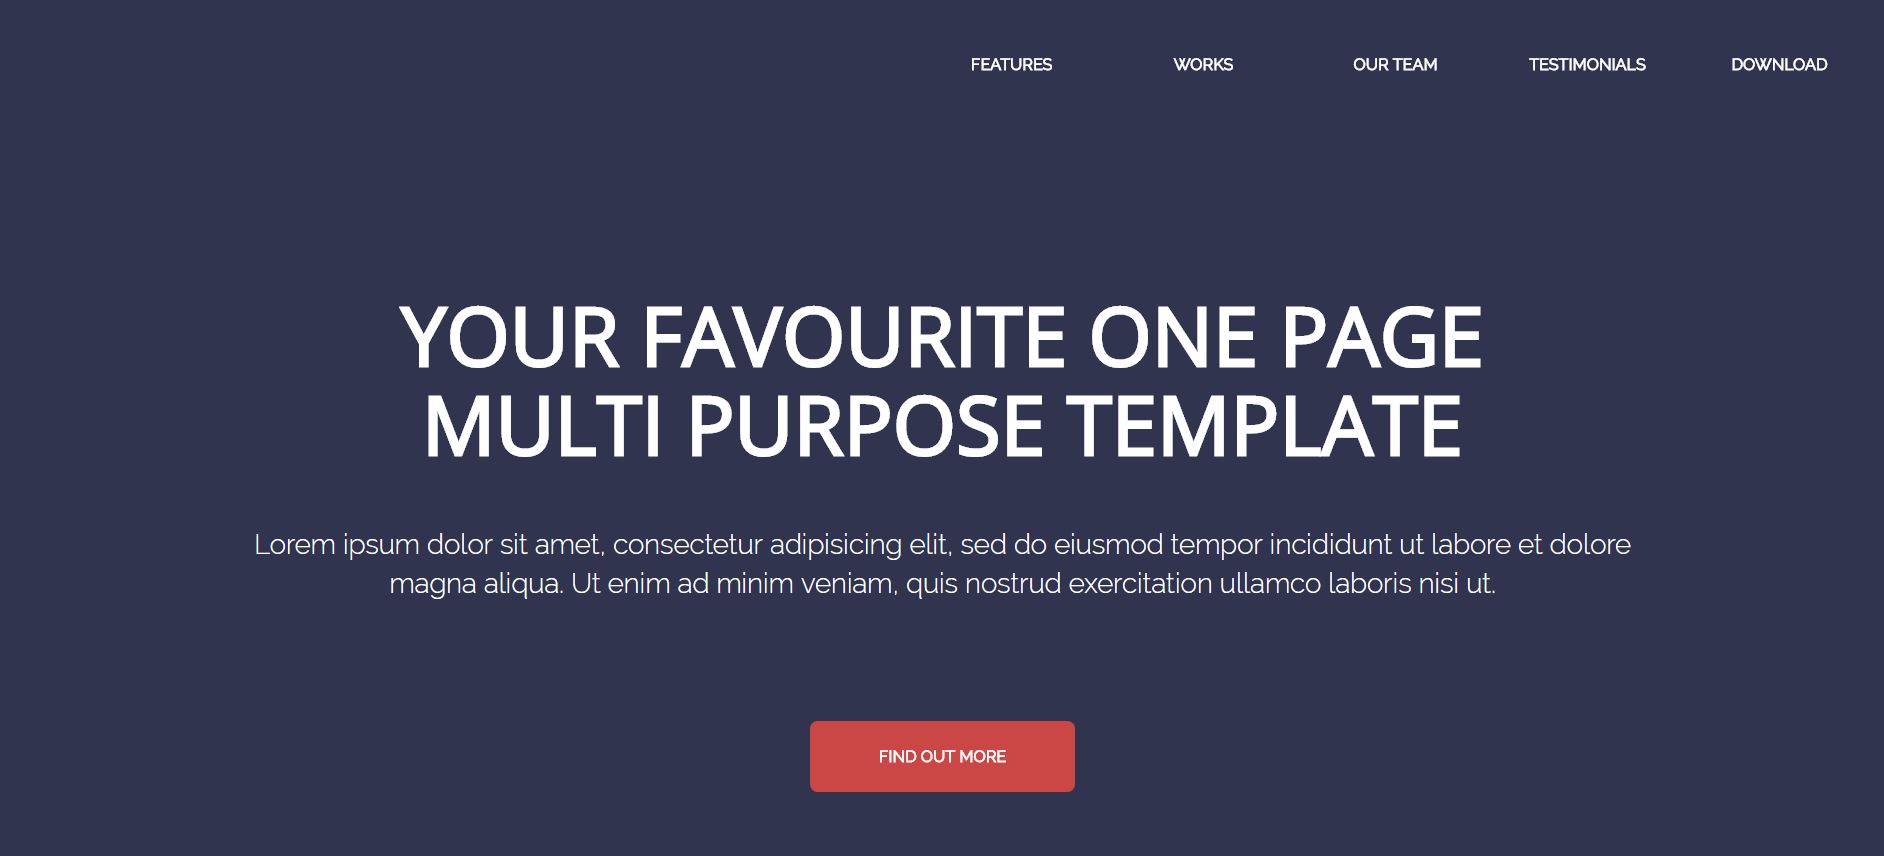 FEATURES WORKS OUR TEAM TESTIMONIALS DOWNLOAD
YOUR FAVOURITE ONE PAGE
MULTI PURPOSE TEMPLATE
Lorem ipsum dolor sit amet, consectetur adipisicing elit, sed do eiusmod tempor incididunt ut labore et dolore
magna aliqua. Ut enim ad minim veniam, quis nostrud exercitation ullamco laboris nisi ut.
FIND OUT MORE